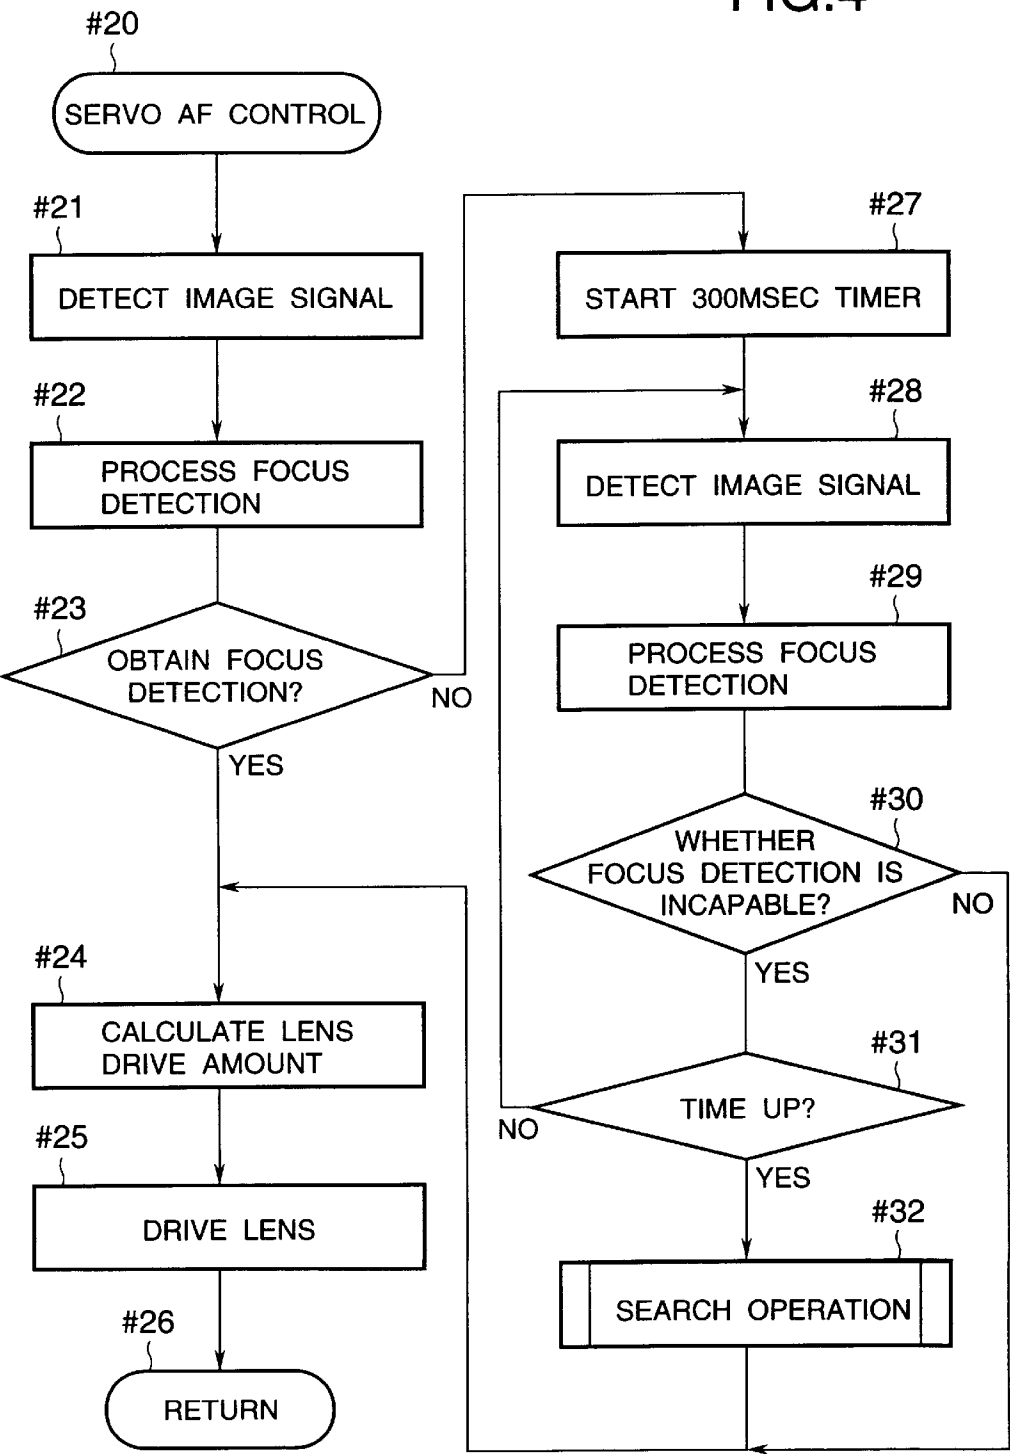 FIG.4
#20
SERVO AF CONTROL
#21
DETECT IMAGE SIGNAL
#22
PROCESS FOCUS
DETECTION
#23
OBTAIN FOCUS
DETECTION?
NO
YES
#24
CALCULATE LENS
DRIVE AMOUNT
#25
DRIVE LENS
#26
RETURN
#27
START 300MSEC TIMER
#28
DETECT IMAGE SIGNAL
#29
PROCESS FOCUS
DETECTION
#30
WHETHER
FOCUS DETECTION IS
INCAPABLE?
NO
YES
#31
TIME UP?
NO
YES
#32
SEARCH OPERATION